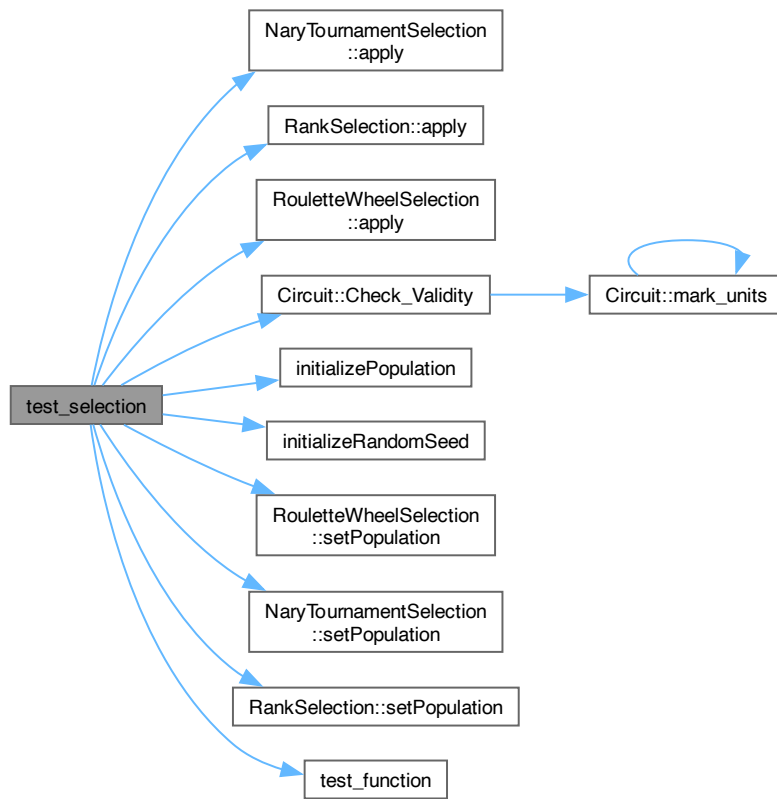 NaryTournamentSelection
::apply
RankSelection::apply
RouletteWheelSelection
::apply
Circuit::Check_Validity
Circuit::mark_units
initializePopulation
test_selection
initializeRandomSeed
RouletteWheelSelection
::setPopulation
NaryTournamentSelection
::setPopulation
RankSelection::setPopulation
test_function